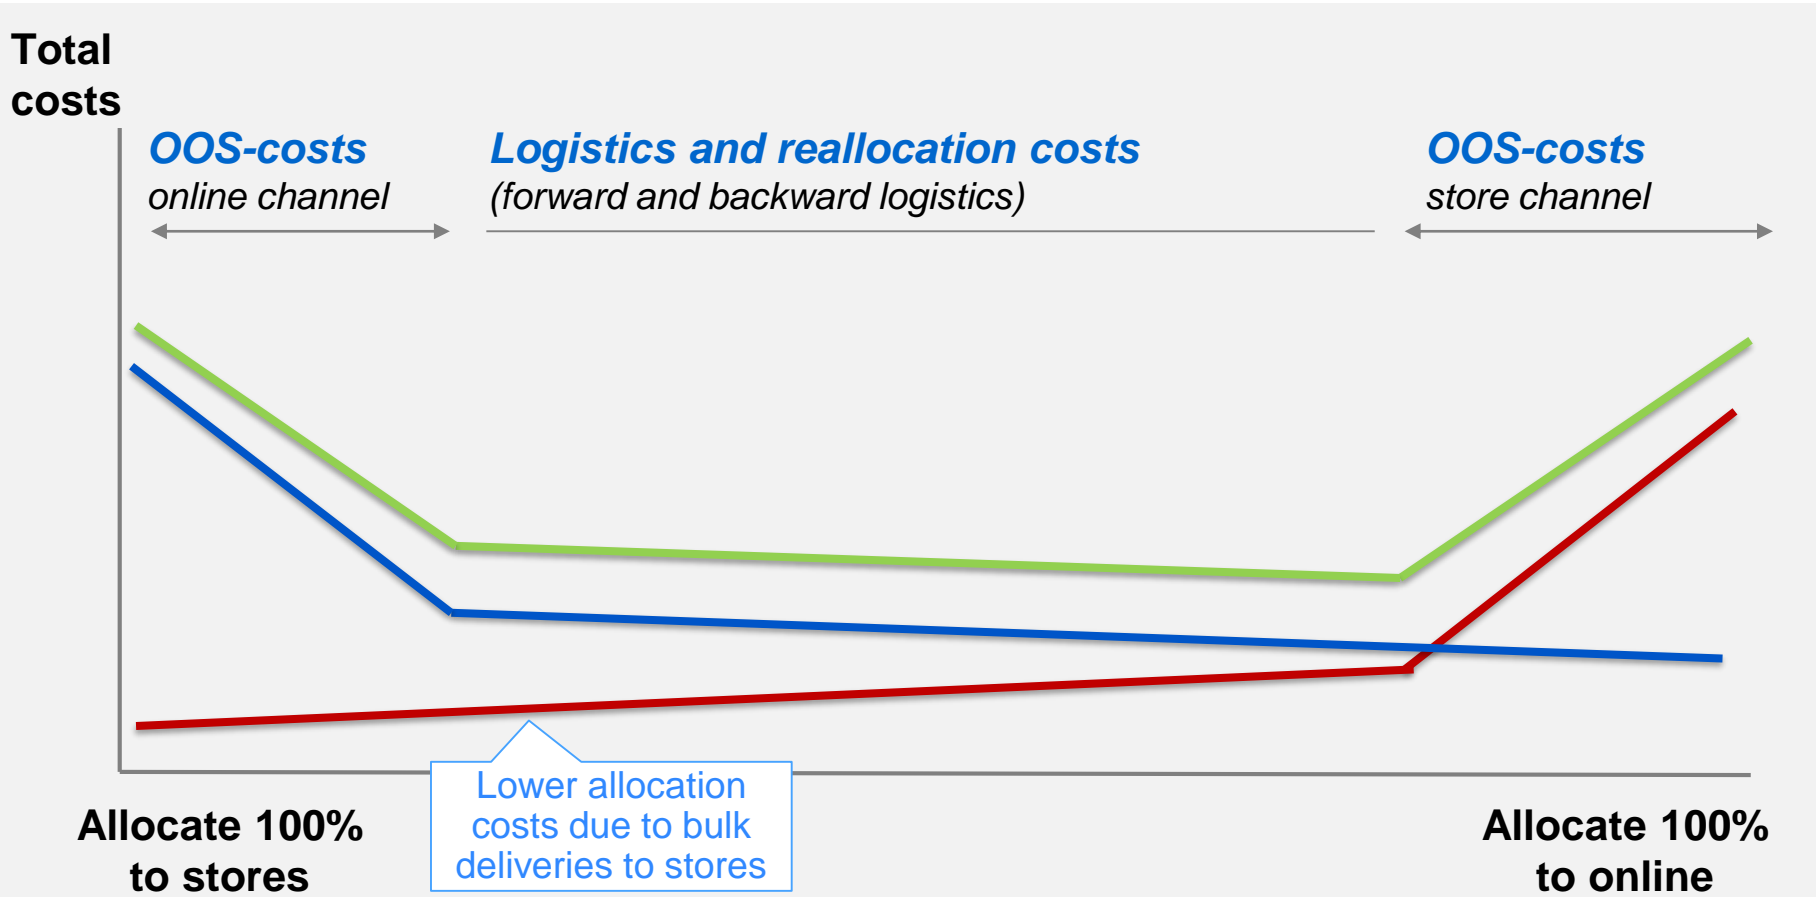 Total
costs
OOS-costs
online channel
Logistics and reallocation costs
(forward and backward logistics)
OOS-costs
store channel
Lower allocation
costs due to bulk
deliveries to stores
Allocate 100%
to stores
Allocate 100%
to online